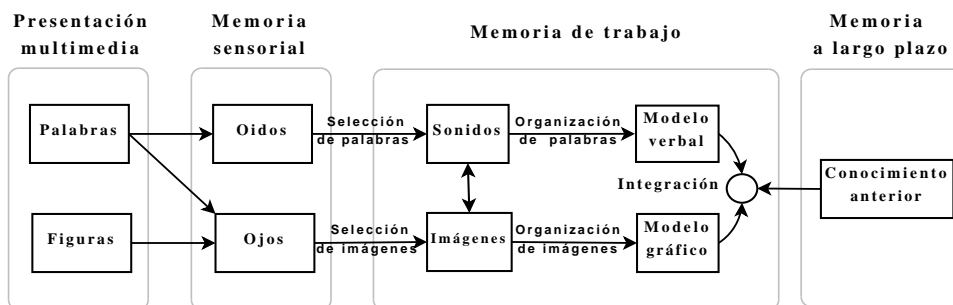 Presentación
multimedia
Memoria
sensorial
Memoria de trabajo
Memoria
a largo plazo
Palabras
Oidos
Selección
de palabras
Sonidos
Organización
de palabras
Modelo
verbal
Integración
Conocimiento
anterior
Figuras
Ojos
Selección
de imágenes
Imágenes
Organización
de imágenes
Modelo
gráfico